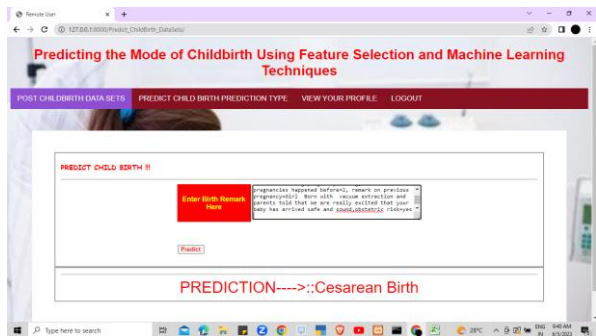 Remote User
127.0.0.1:8000/Predict_ChildBirth_DataSets/
Predicting the Mode of Childbirth Using Feature Selection and Machine Learning
Techniques
POST CHILDBIRTH DATA SETS PREDICT CHILD BIRTH PREDICTION TYPE VIEW YOUR PROFILE LOGOUT
PREDICT CHILD BIRTH !!!
Enter Birth Remark
Here
pregnancies happened before=1, remark on previous
pregnancy=Girl Born with vacuum extraction and
parents told that we are really excited that your
baby has arrived safe and sound,obstetric risk=yes
Predict
PREDICTION---->::Cesarean Birth
Type here to search
28°C
ENG
IN
9:40 AM
6/3/2023